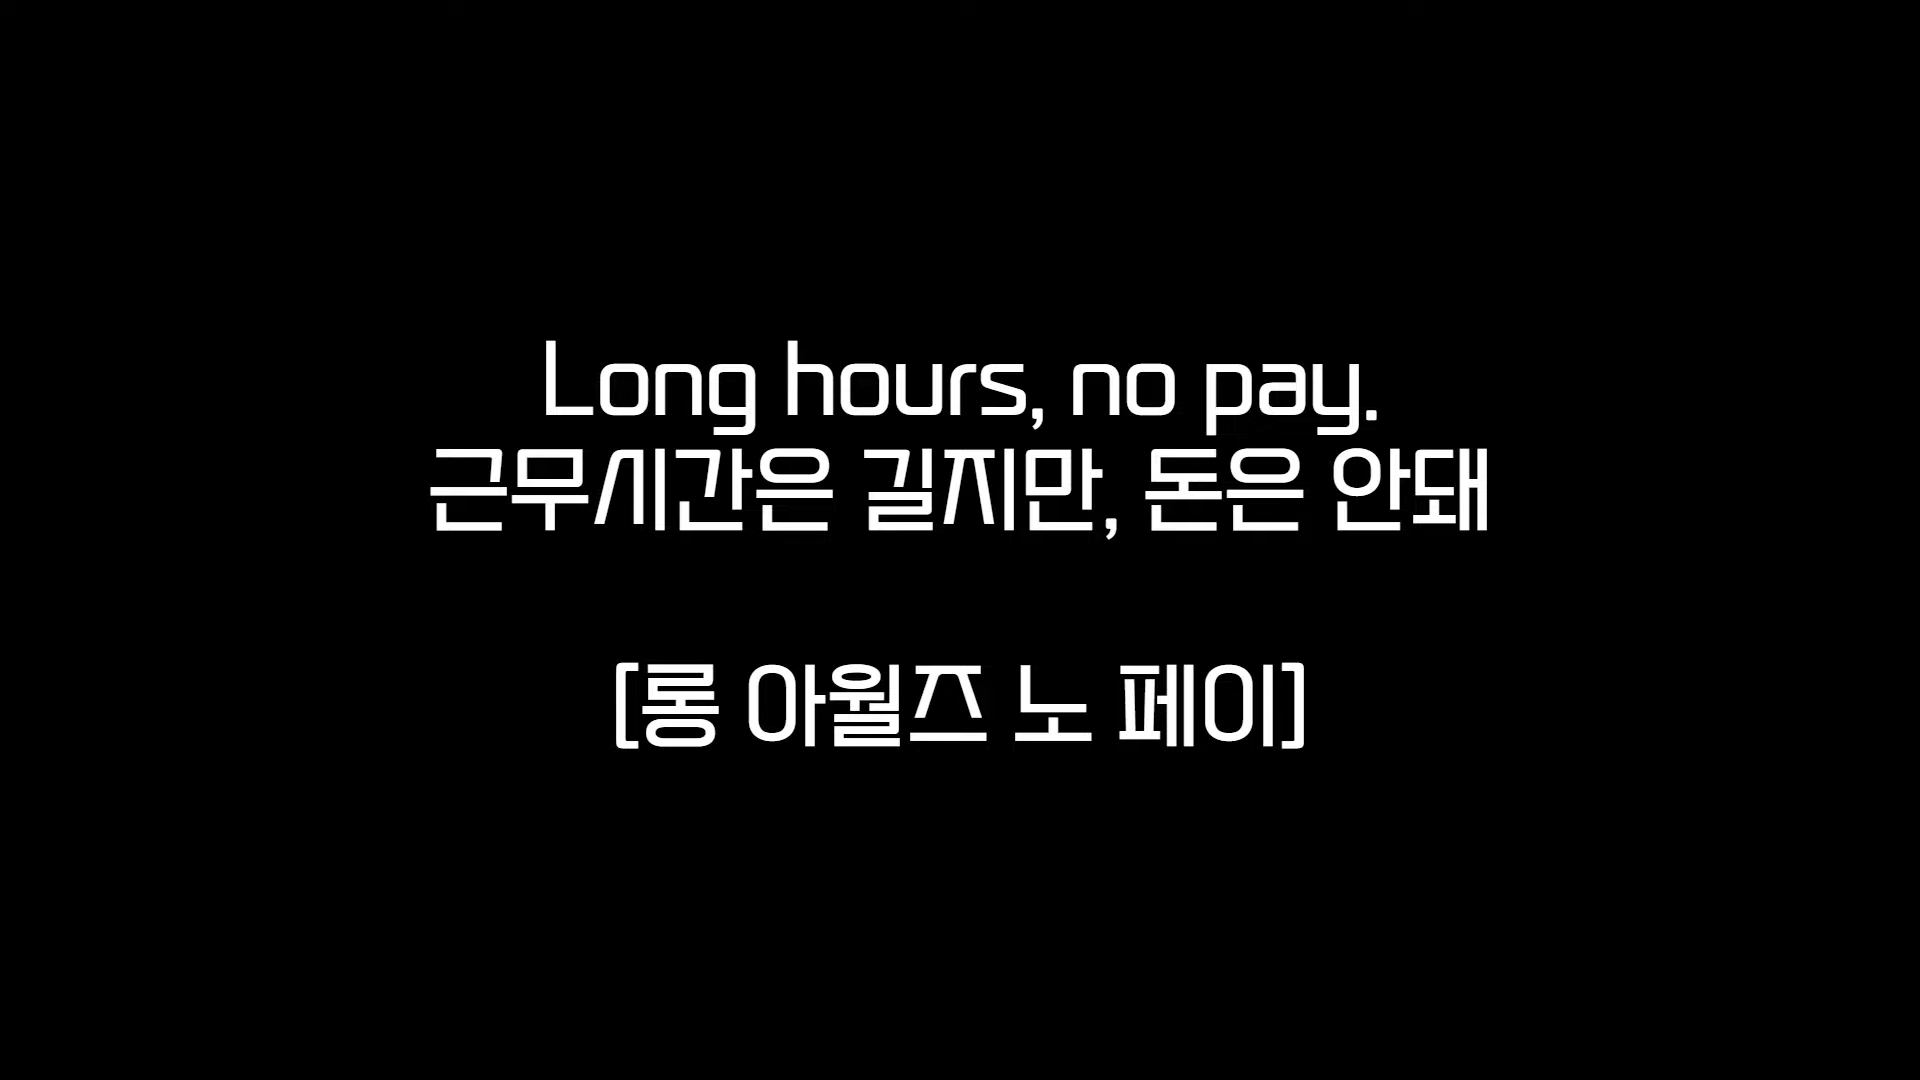 Long hours, no pay.
근무시간은 길지만, 돈은 안돼
[롱 아월즈 노 페이]